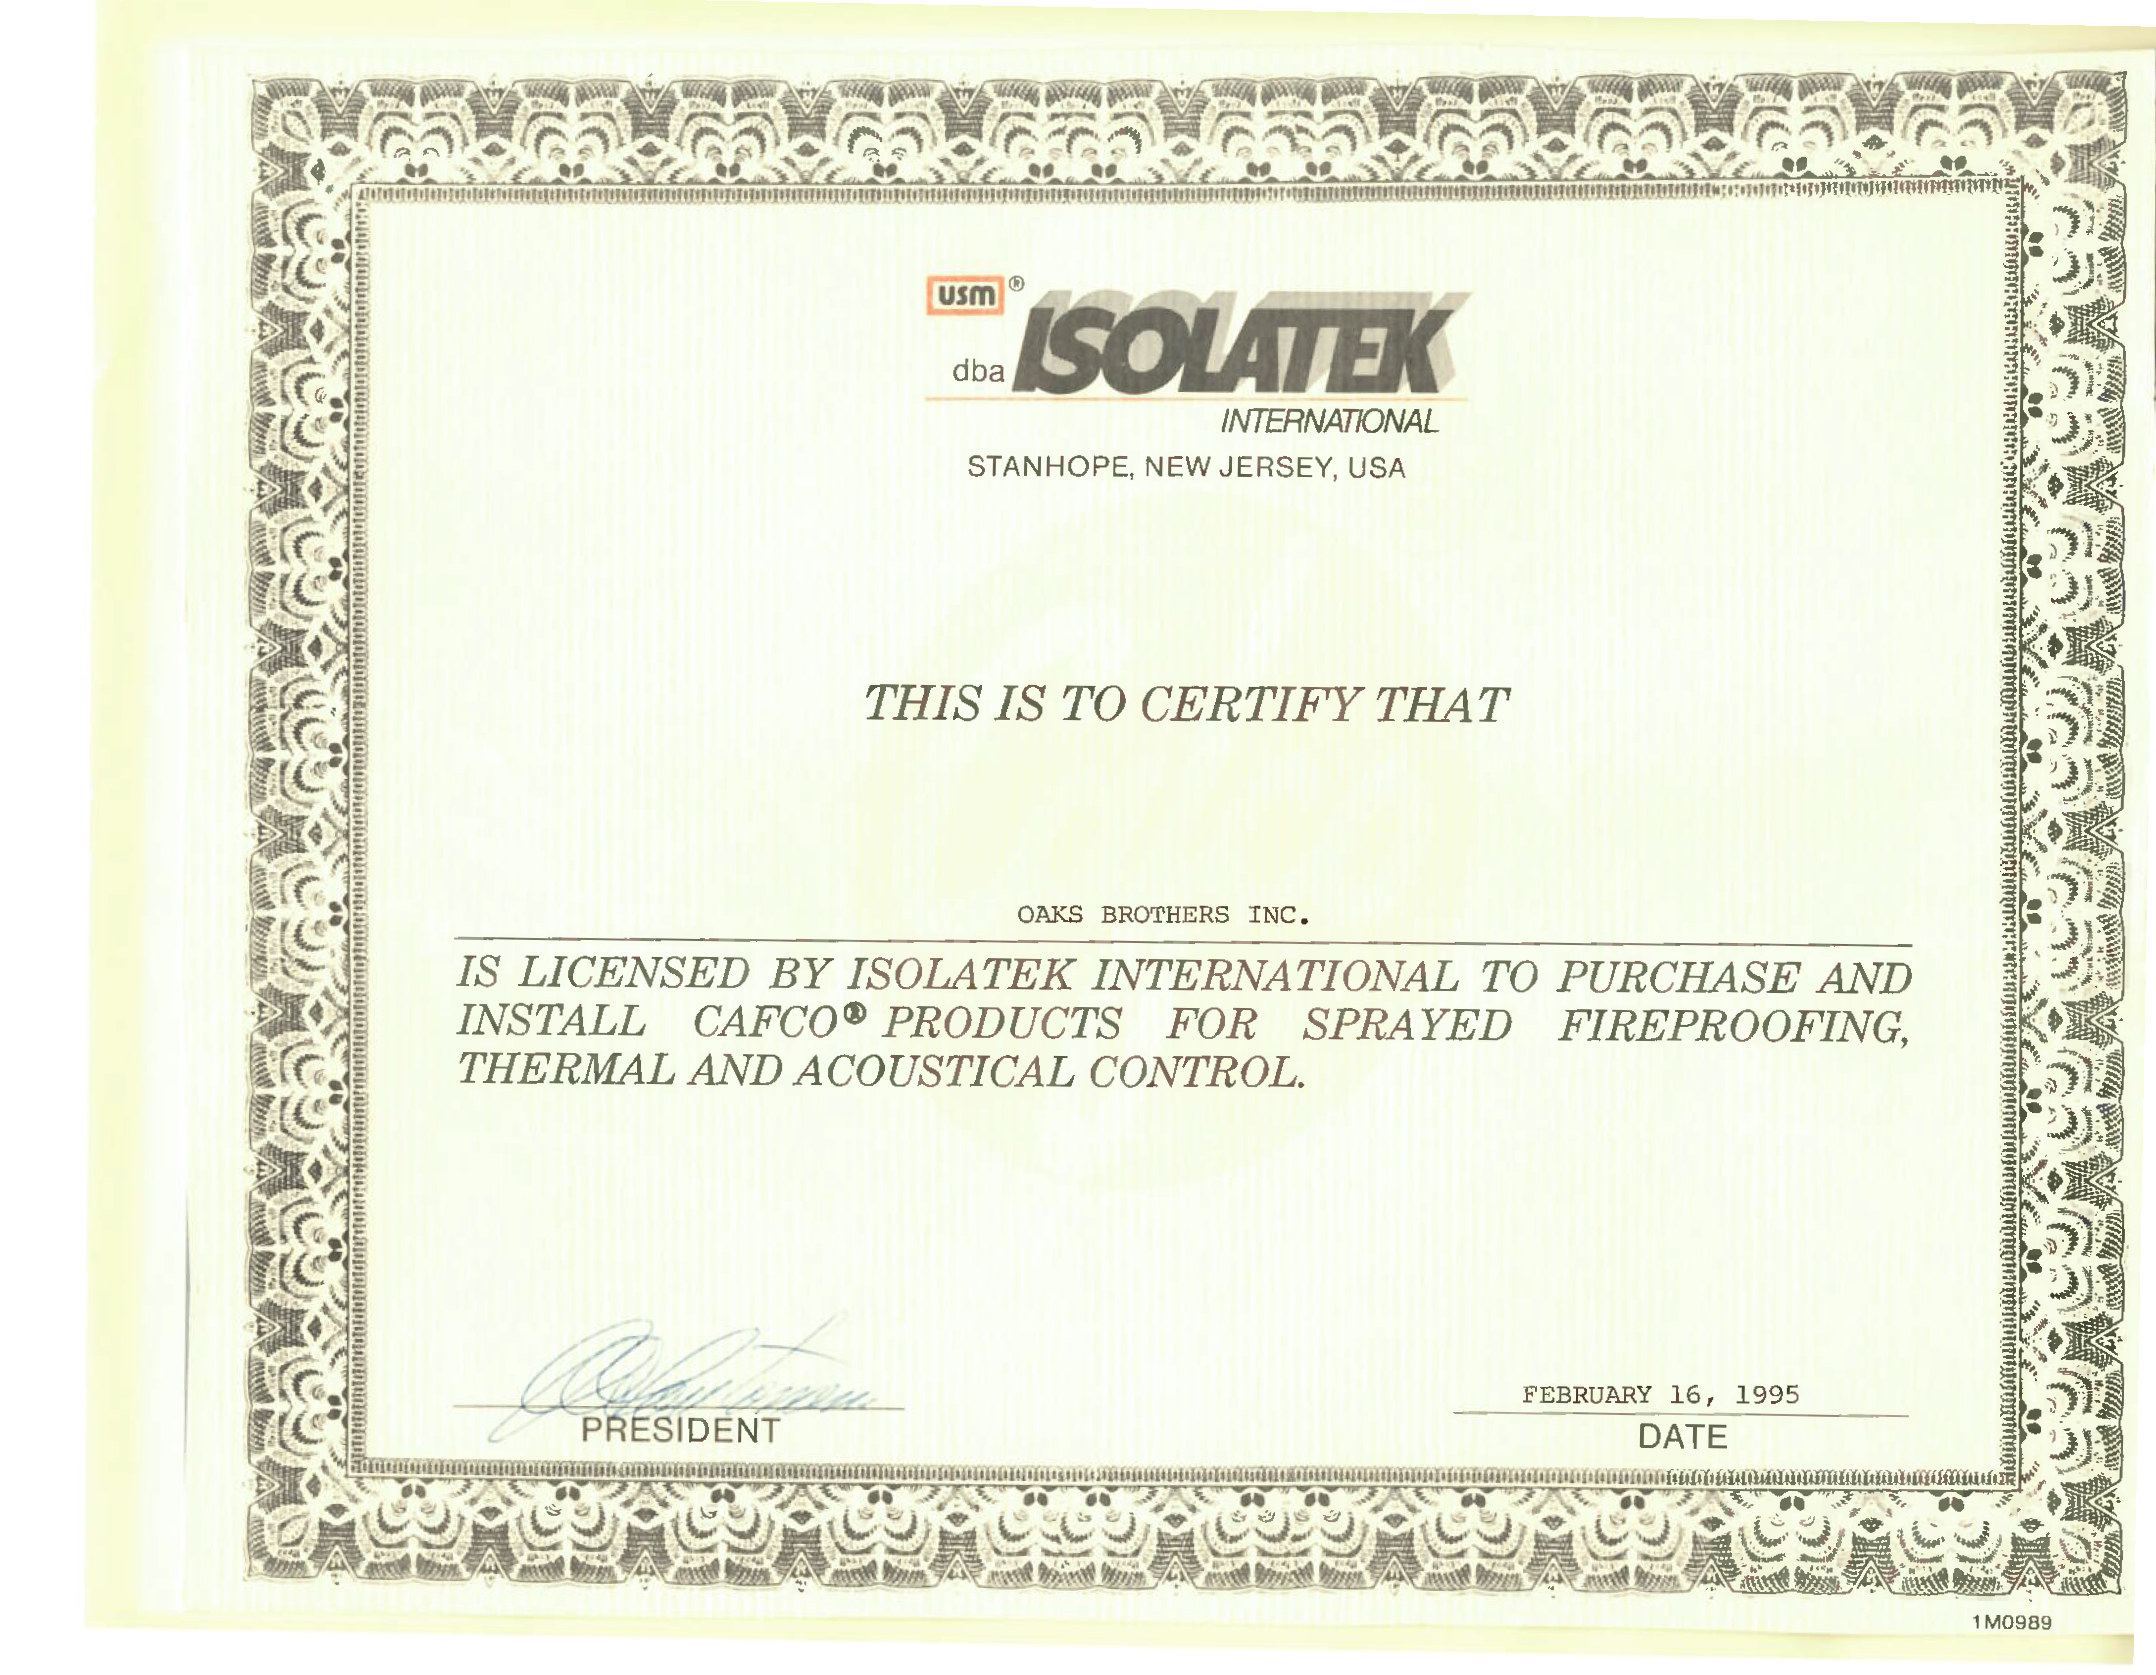 usm®
dba ISOLATEK
INTERNATIONAL
STANHOPE, NEW JERSEY, USA
THIS IS TO CERTIFY THAT
OAKS BROTHERS INC.
IS LICENSED BY ISOLATEK INTERNATIONAL TO PURCHASE AND
INSTALL CAFCO® PRODUCTS FOR SPRAYED FIREPROOFING,
THERMAL AND ACOUSTICAL CONTROL.
FEBRUARY 16, 1995
PRESIDENT
DATE
1M0989